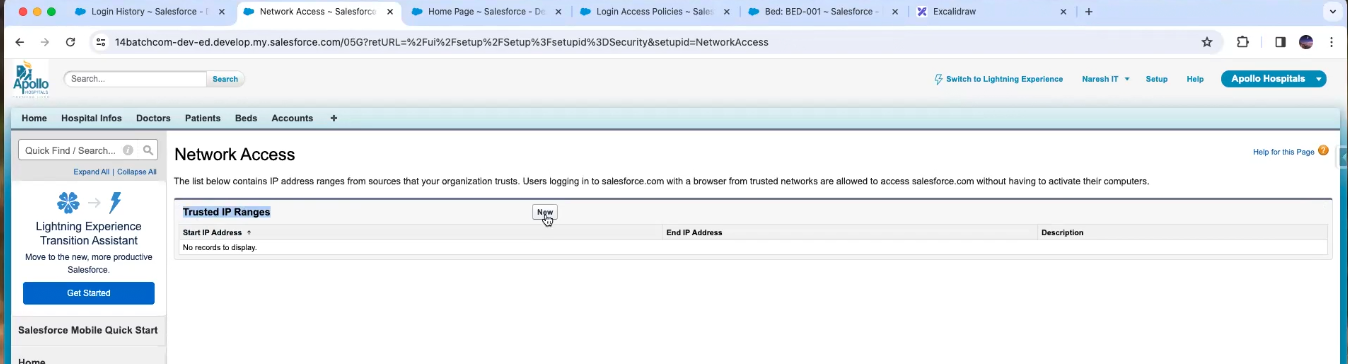 Login History ~ Salesforce - D
Network Access ~ Salesforce
Home Page ~ Salesforce - De
Login Access Policies ~ Sales
Bed: BED-001 ~ Salesforce -
Excalidraw
14batchcom-dev-ed.develop.my.salesforce.com/05G?retURL=%2Fui%2Fsetup%2FSetup%3Fsetupid%3DSecurity&setupid=NetworkAccess
Apollo
HOSPITALS
Search...
Search
Switch to Lightning Experience
Naresh IT
Setup
Help
Apollo Hospitals
Home Hospital Infos Doctors Patients Beds Accounts +
Quick Find / Search...
Expand All | Collapse All
Lightning Experience
Transition Assistant
Move to the new, more productive
Salesforce.
Get Started
Salesforce Mobile Quick Start
Home
Network Access
Help for this Page
The list below contains IP address ranges from sources that your organization trusts. Users logging in to salesforce.com with a browser from trusted networks are allowed to access salesforce.com without having to activate their computers.
Trusted IP Ranges
New
Start IP Address End IP Address Description
No records to display.